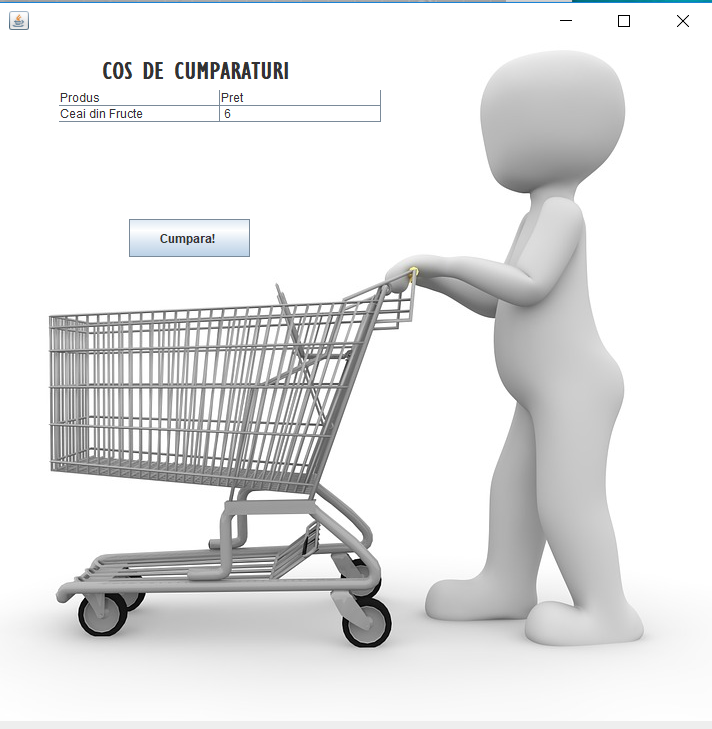 COS DE CUMPARATURI
Produs Pret
Ceai din Fructe 6
Cumpara!